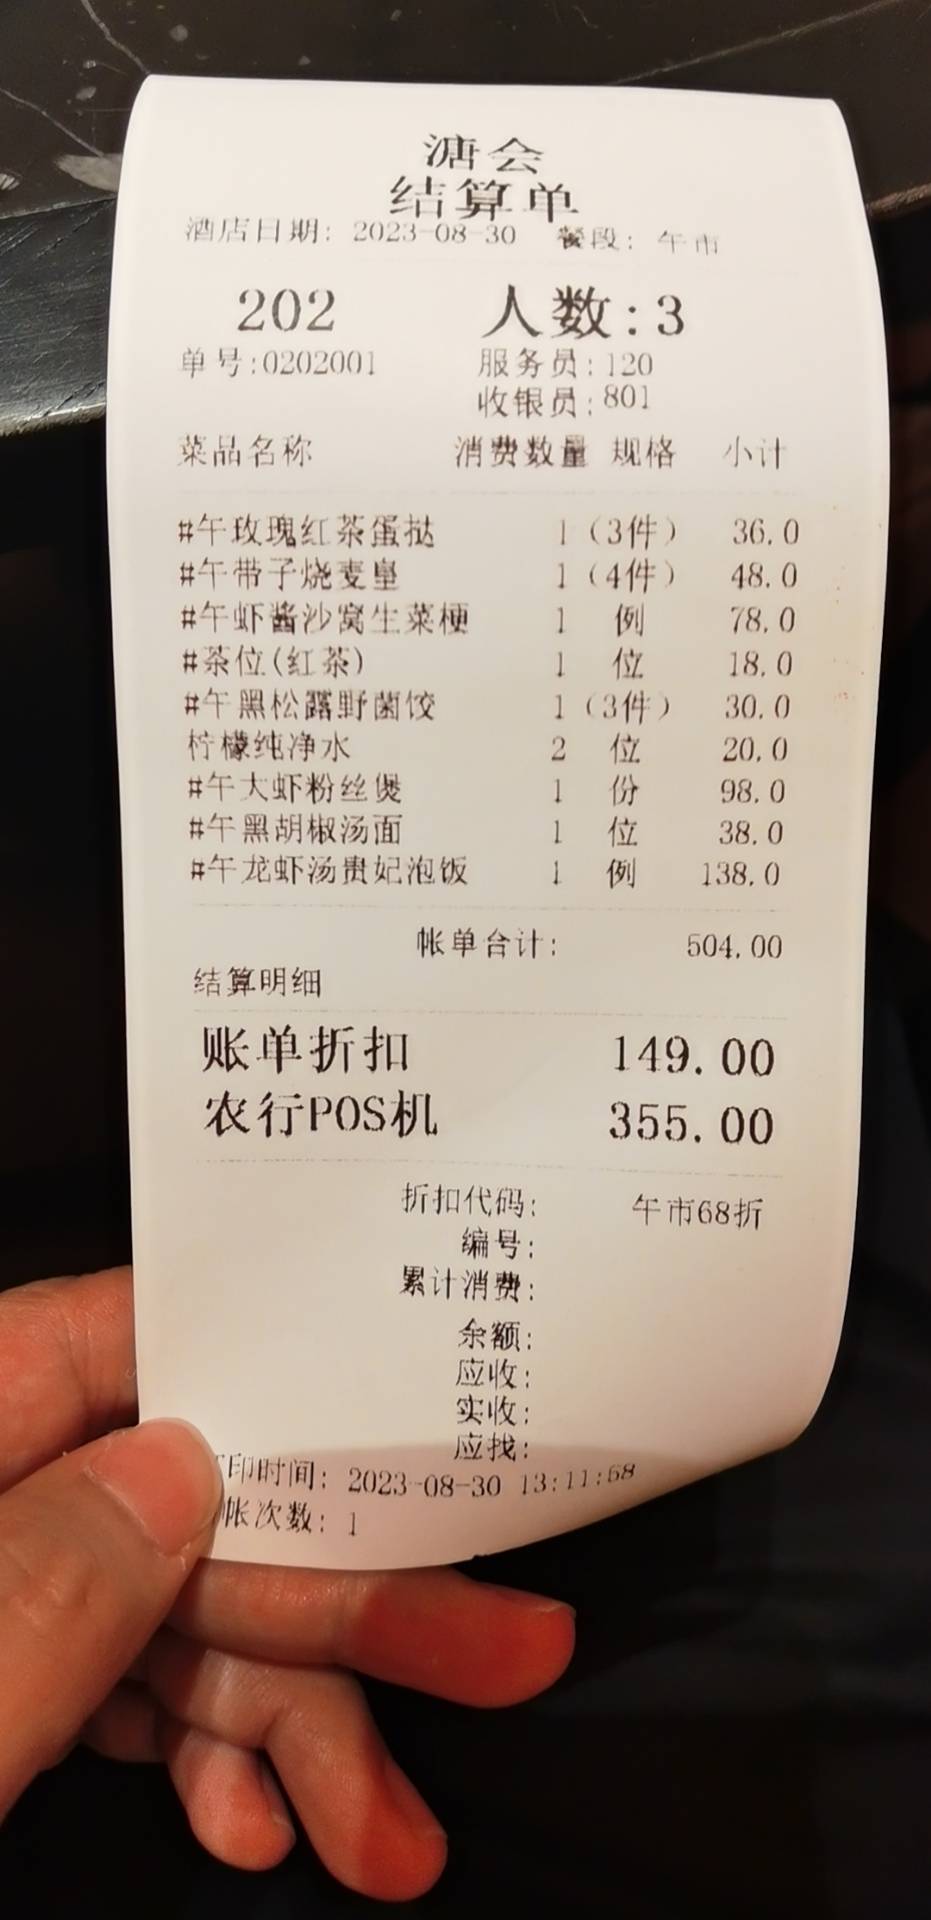 溏会
结算单
酒店日期: 2023-08-30 餐段: 午市
202 人数:3
单号:0202001 服务员:120
收银员:801
菜品名称 消费数量 规格 小计
#午玫瑰红茶蛋挞 1 (3件) 36.0
#午带子烧麦皇 1 (4件) 48.0
#午虾酱沙窝生菜梗 1 例 78.0
#茶位(红茶) 1 位 18.0
#午黑松露野菌饺 1 (3件) 30.0
柠檬纯净水 2 位 20.0
#午大虾粉丝煲 1 份 98.0
#午黑胡椒汤面 1 位 38.0
#午龙虾汤贵妃泡饭 1 例 138.0
帐单合计: 504.00
结算明细
账单折扣 149.00
农行POS机 355.00
折扣代码: 午市68折
编号:
累计消费:
余额:
应收:
实收:
应找:
印时间: 2023-08-30 13:11:58
帐次数: 1